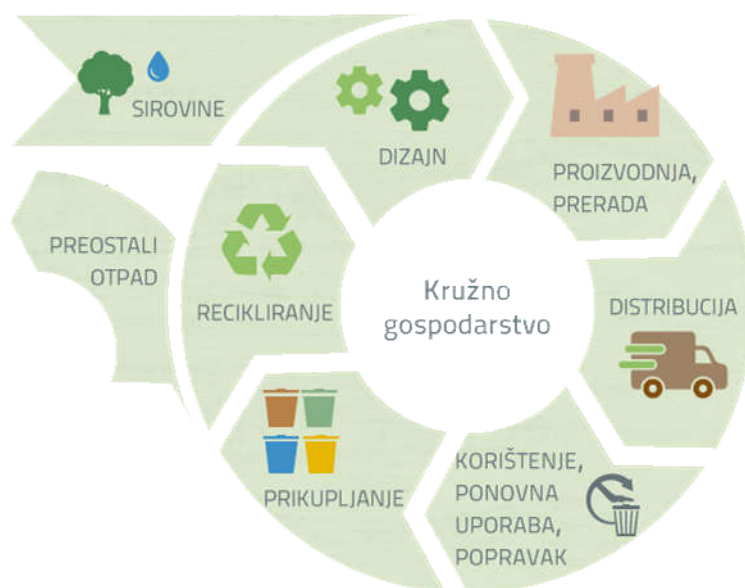 SIROVINE
DIZAJN
PROIZVODNJA,
PRERADA
DISTRIBUCIJA
KORIŠTENJE,
PONOVNA
UPORABA,
POPRAVAK
PRIKUPLJANJE
RECIKLIRANJE
PREOSTALI
OTPAD
Kružno
gospodarstvo